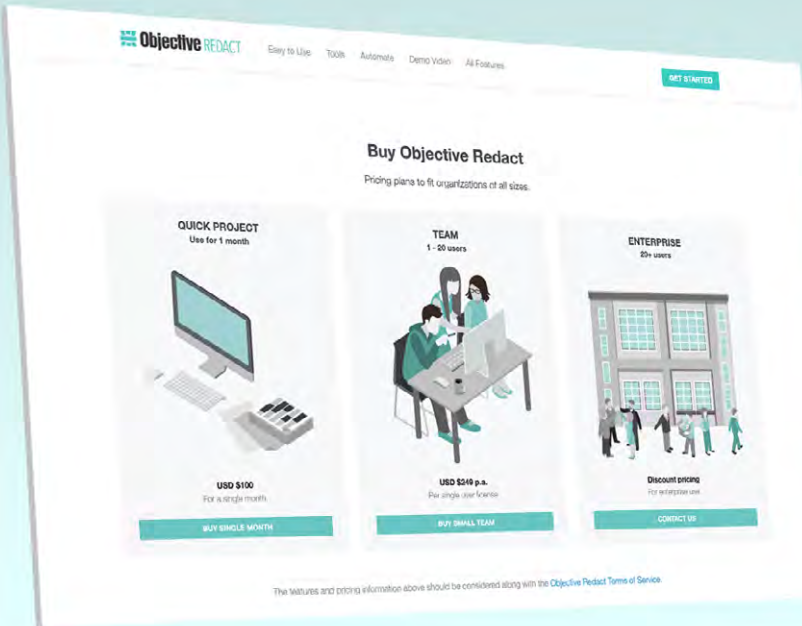 Objective REDACT
Easy to Use Tools Automate Demo Video All Features
GET STARTED
Buy Objective Redact
Pricing plans to fit organizations of all sizes.
QUICK PROJECT
Use for 1 month
USD $100
For a single month
BUY SINGLE MONTH
TEAM
1 - 20 users
USD $249 p.a.
Per single user license
BUY SMALL TEAM
ENTERPRISE
20+ users
Discount pricing
For enterprise use
CONTACT US
The features and pricing information above should be considered along with the Objective Redact Terms of Service.